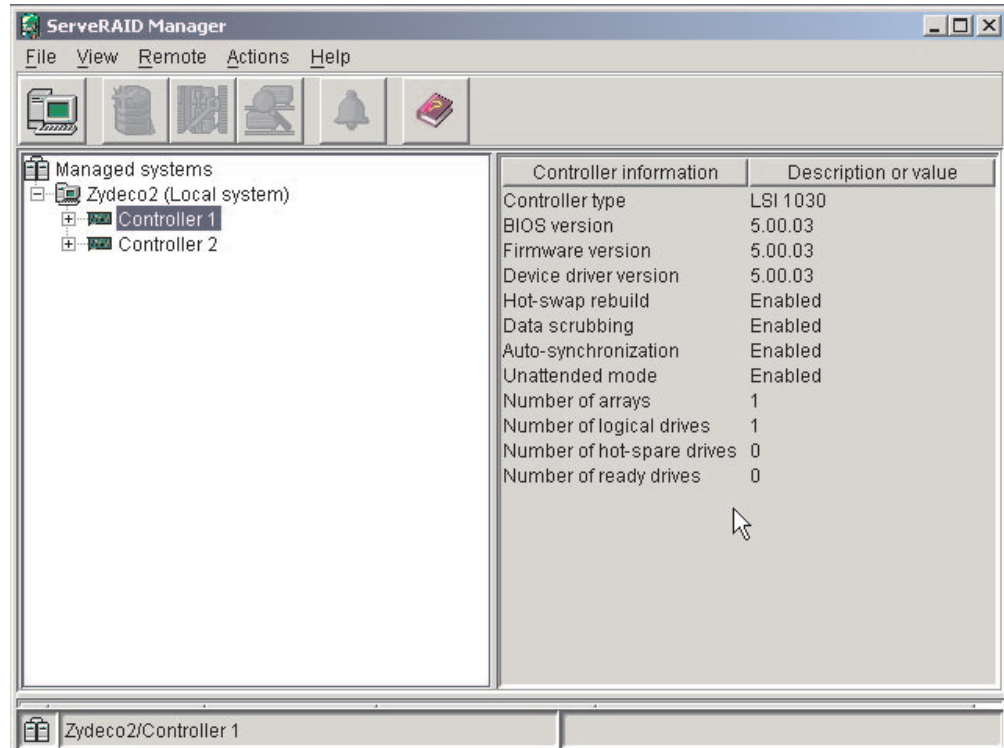 ServeRAID Manager
File View Remote Actions Help
Managed systems
Zydeco2 (Local system)
Controller 1
Controller 2
Controller information Description or value
Controller type LSI 1030
BIOS version 5.00.03
Firmware version 5.00.03
Device driver version 5.00.03
Hot-swap rebuild Enabled
Data scrubbing Enabled
Auto-synchronization Enabled
Unattended mode Enabled
Number of arrays 1
Number of logical drives 1
Number of hot-spare drives 0
Number of ready drives 0
Zydeco2/Controller 1